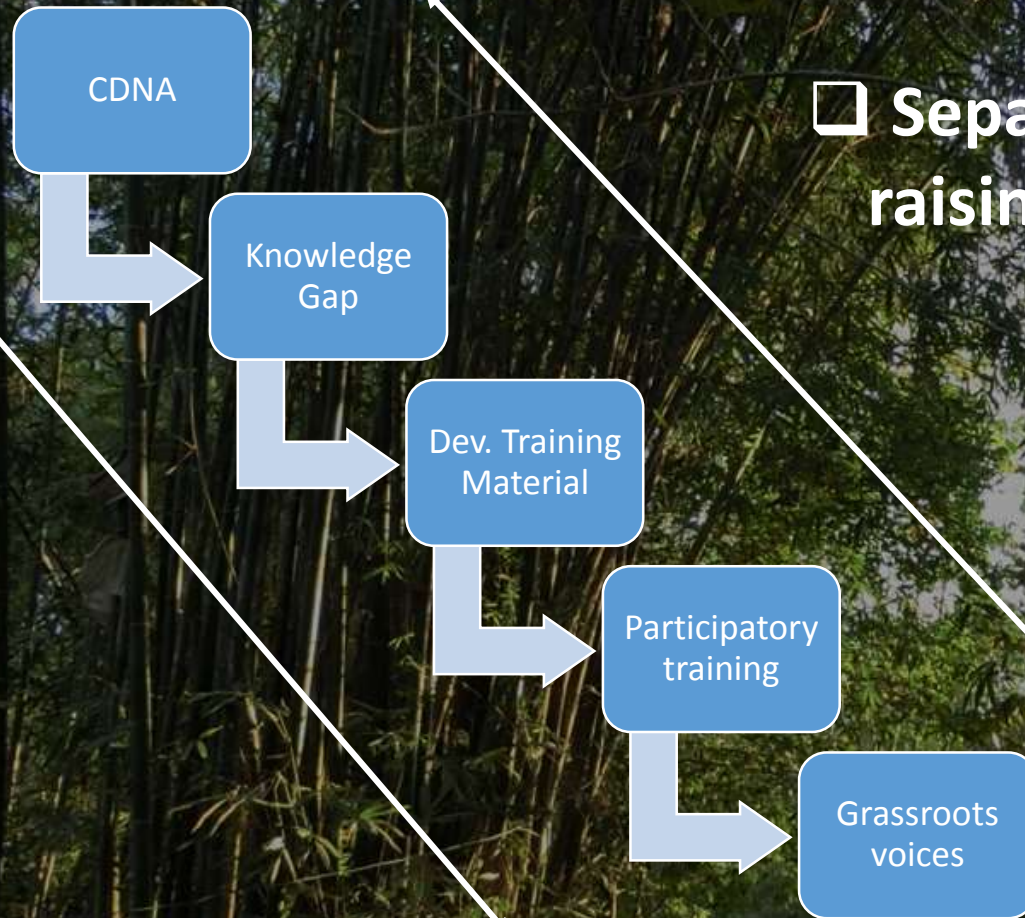 CDNA
Knowledge
Gap
Dev. Training
Material
Participatory
training
Grassroots
voices